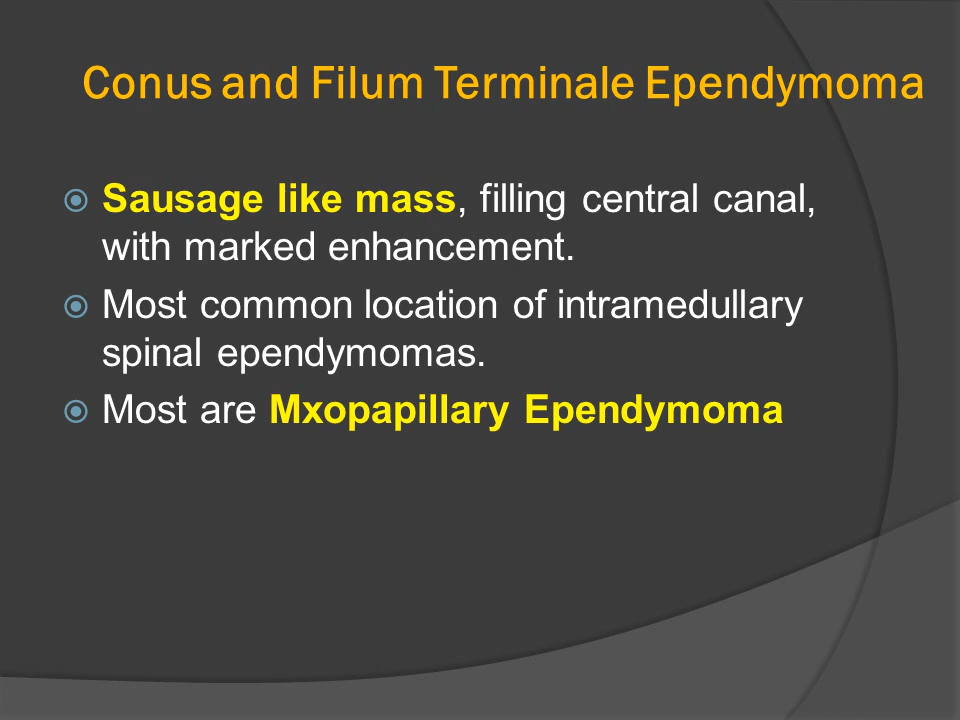 Conus and Filum Terminale Ependymoma
Sausage like mass, filling central canal,
with marked enhancement.
Most common location of intramedullary
spinal ependymomas.
Most are Mxopapillary Ependymoma